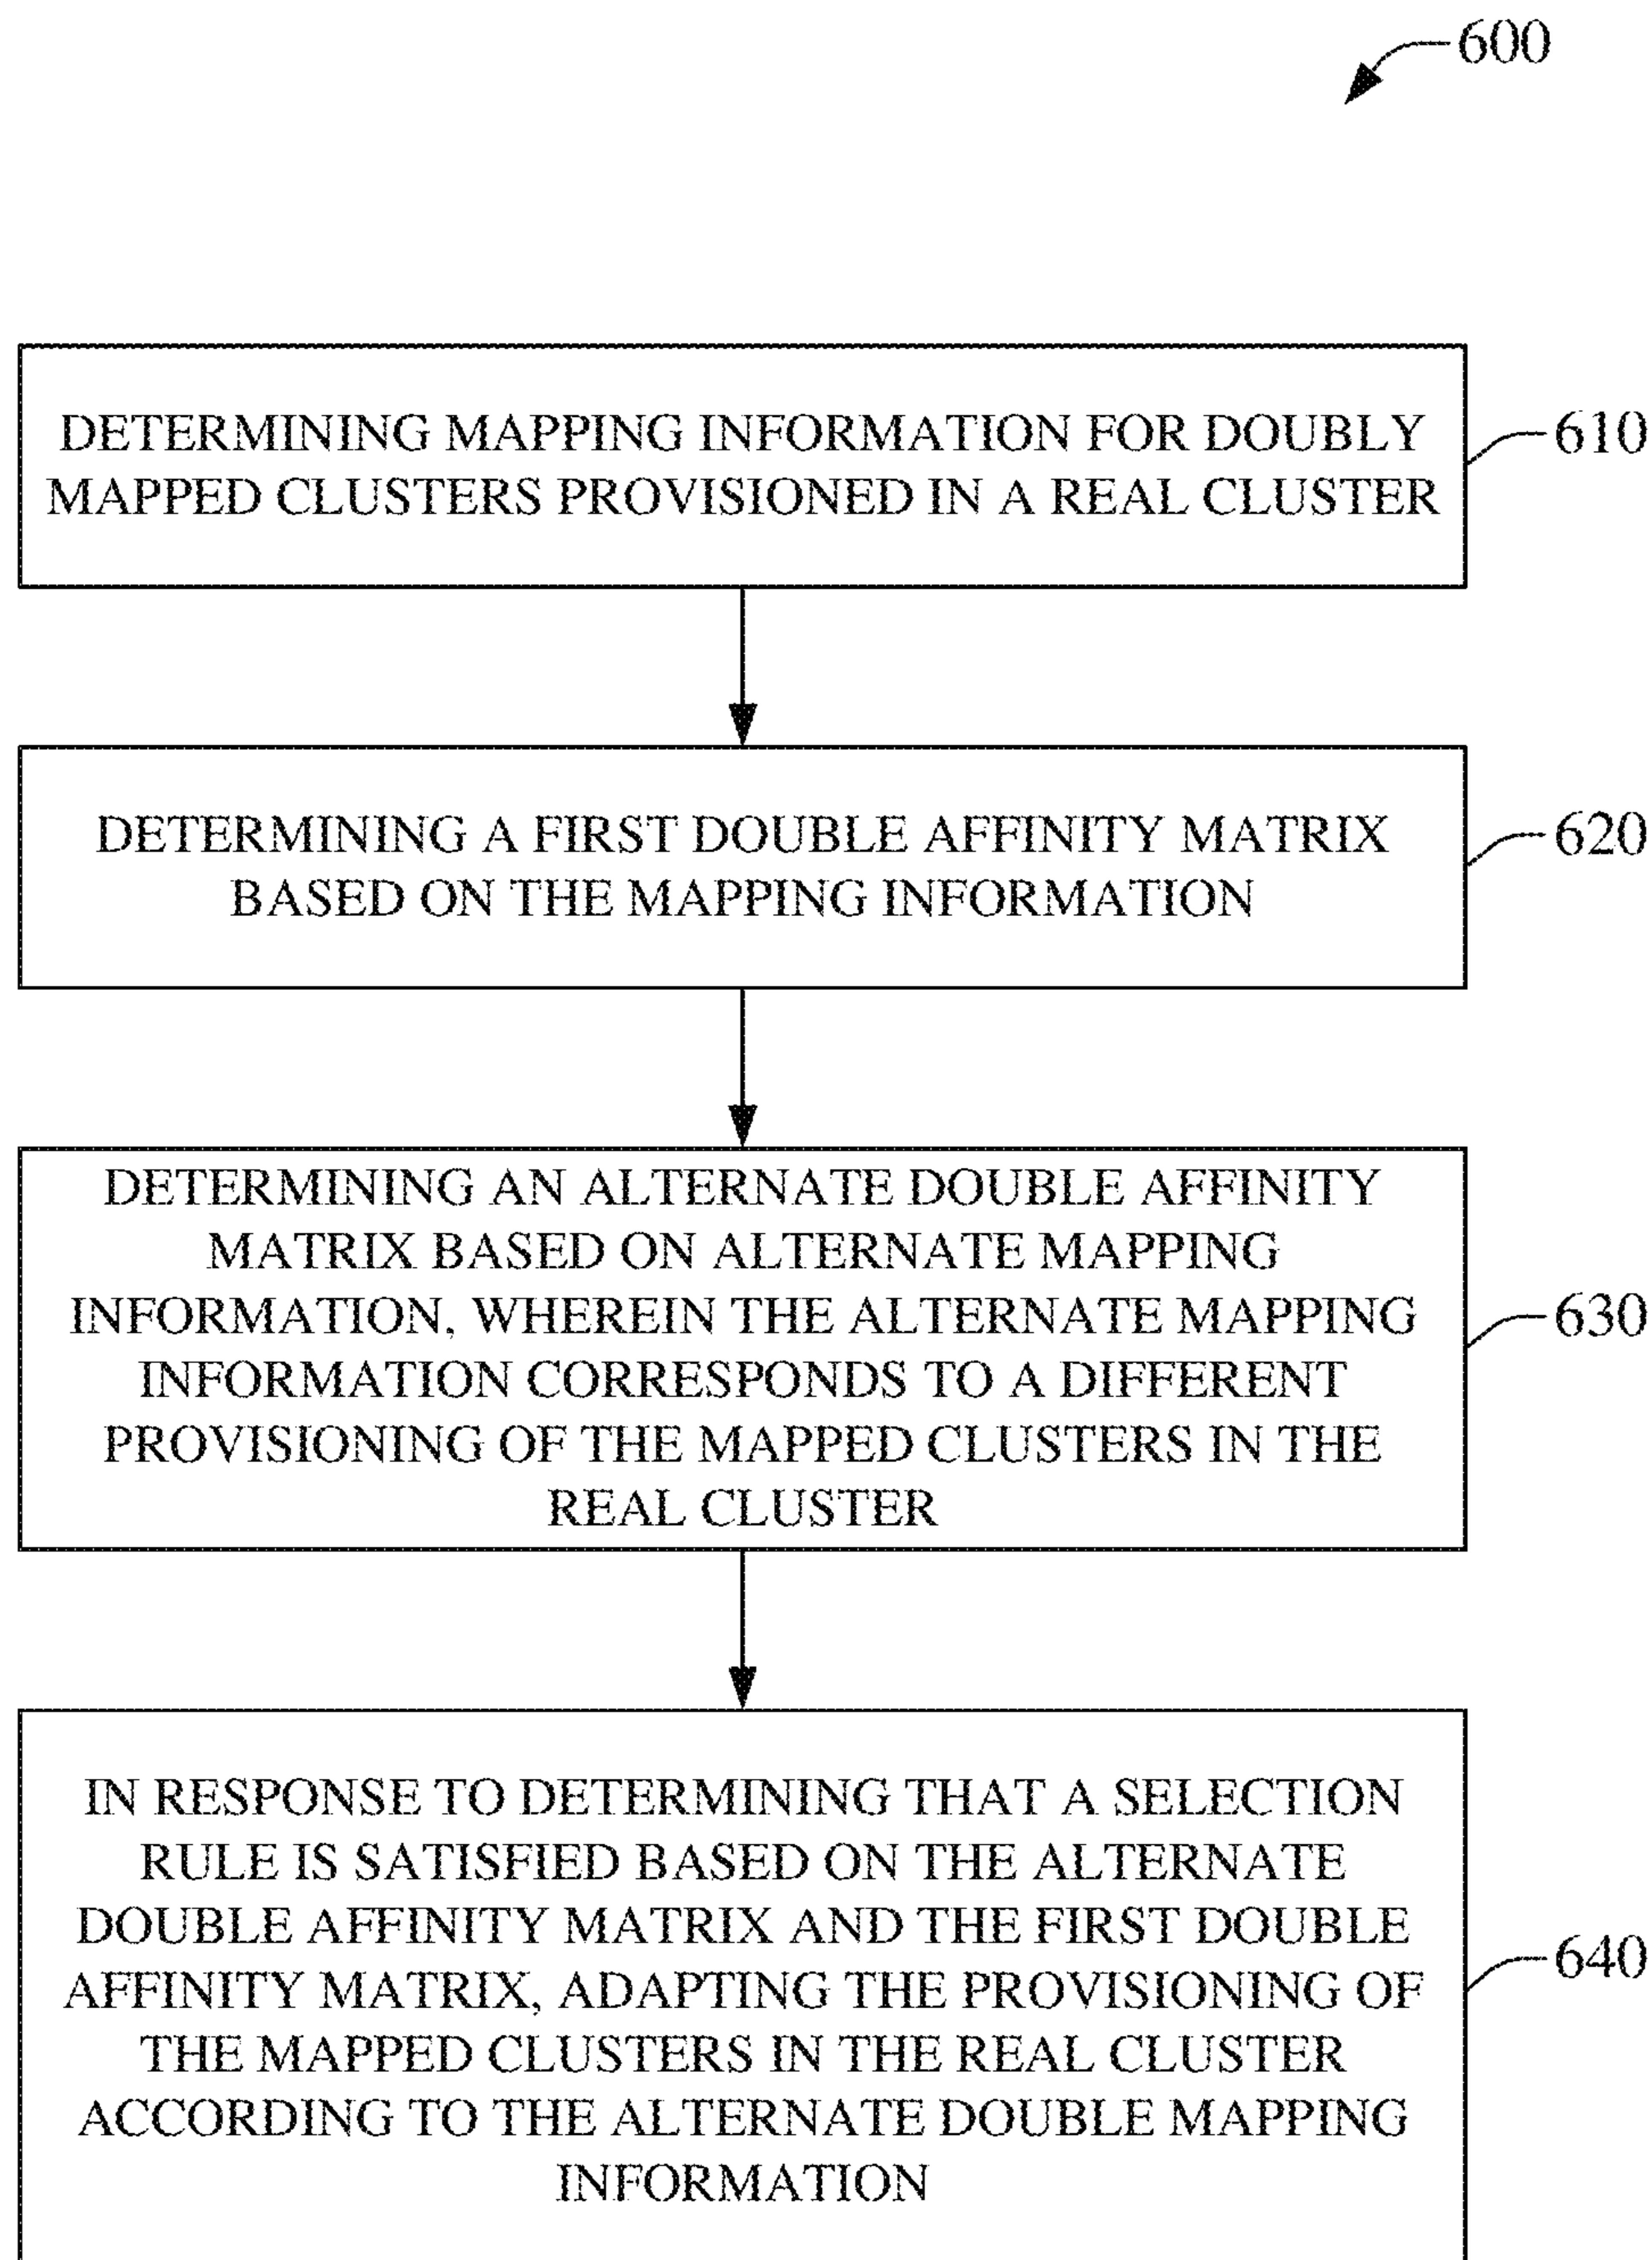 600
DETERMINING MAPPING INFORMATION FOR DOUBLY
MAPPED CLUSTERS PROVISIONED IN A REAL CLUSTER
610
DETERMINING A FIRST DOUBLE AFFINITY MATRIX
BASED ON THE MAPPING INFORMATION
620
DETERMINING AN ALTERNATE DOUBLE AFFINITY
MATRIX BASED ON ALTERNATE MAPPING
INFORMATION, WHEREIN THE ALTERNATE MAPPING
INFORMATION CORRESPONDS TO A DIFFERENT
PROVISIONING OF THE MAPPED CLUSTERS IN THE
REAL CLUSTER
630
IN RESPONSE TO DETERMINING THAT A SELECTION
RULE IS SATISFIED BASED ON THE ALTERNATE
DOUBLE AFFINITY MATRIX AND THE FIRST DOUBLE
AFFINITY MATRIX, ADAPTING THE PROVISIONING OF
THE MAPPED CLUSTERS IN THE REAL CLUSTER
ACCORDING TO THE ALTERNATE DOUBLE MAPPING
INFORMATION
640